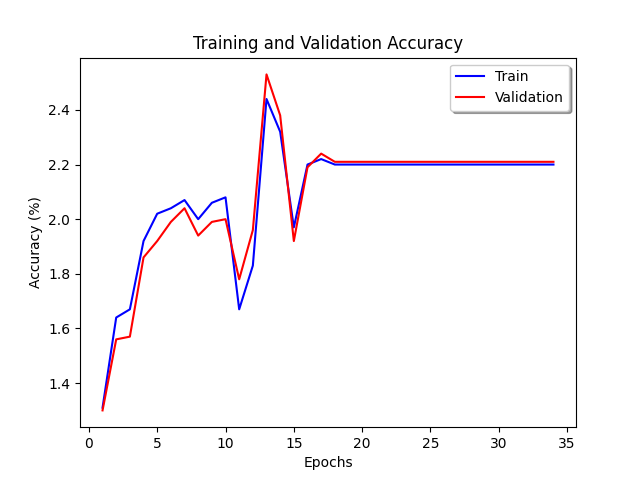 Training and Validation Accuracy
Train
Validation
Accuracy (%)
2.4
2.2
2.0
1.8
1.6
1.4
0 5 10 15 20 25 30 35
Epochs